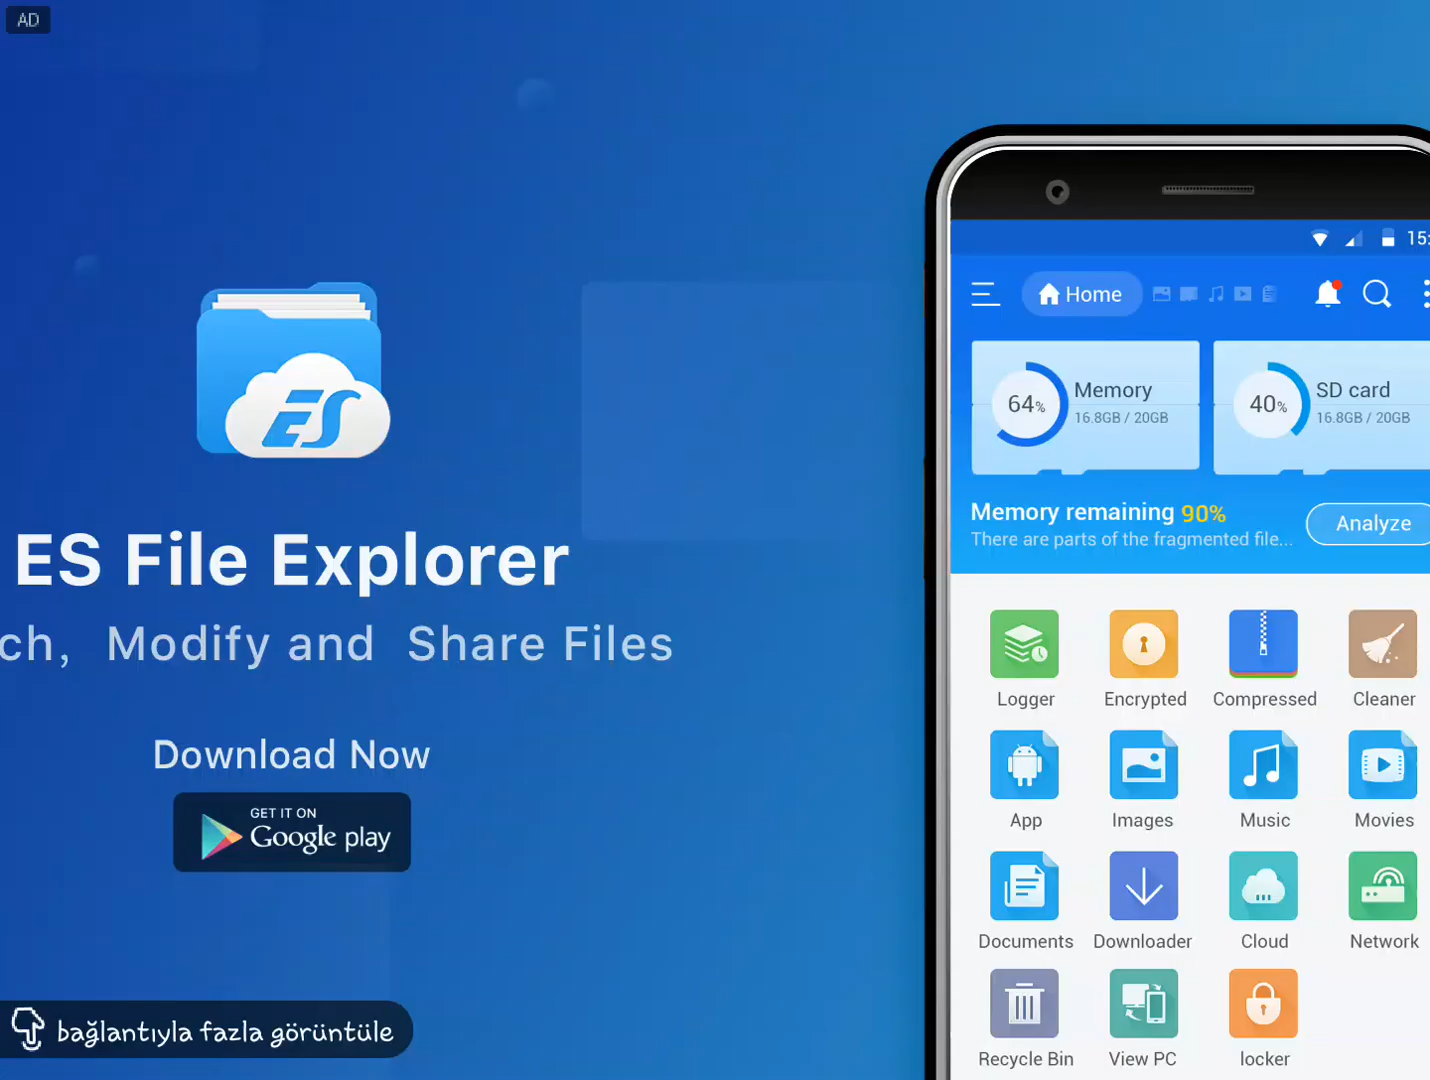 AD
ES
ES File Explorer
ch, Modify and Share Files
Download Now
GET IT ON
Google play
bağlantıyla fazla görüntüle
15:
Home
64%
Memory
16.8GB / 20GB
40%
SD card
16.8GB / 20GB
Memory remaining 90%
There are parts of the fragmented file...
Analyze
Logger
Encrypted
Compressed
Cleaner
App
Images
Music
Movies
Documents
Downloader
Cloud
Network
Recycle Bin
View PC
locker